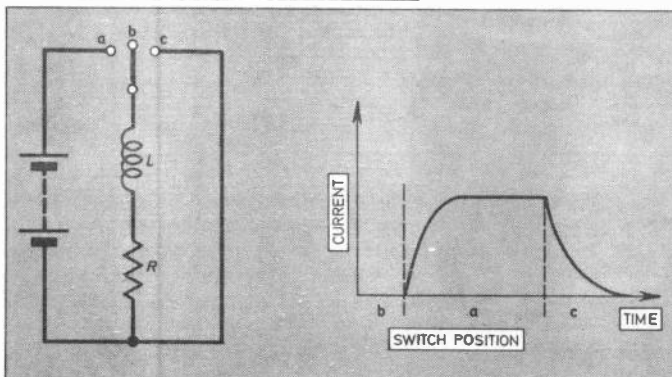 a b c
L
R
CURRENT
b a c TIME
SWITCH POSITION